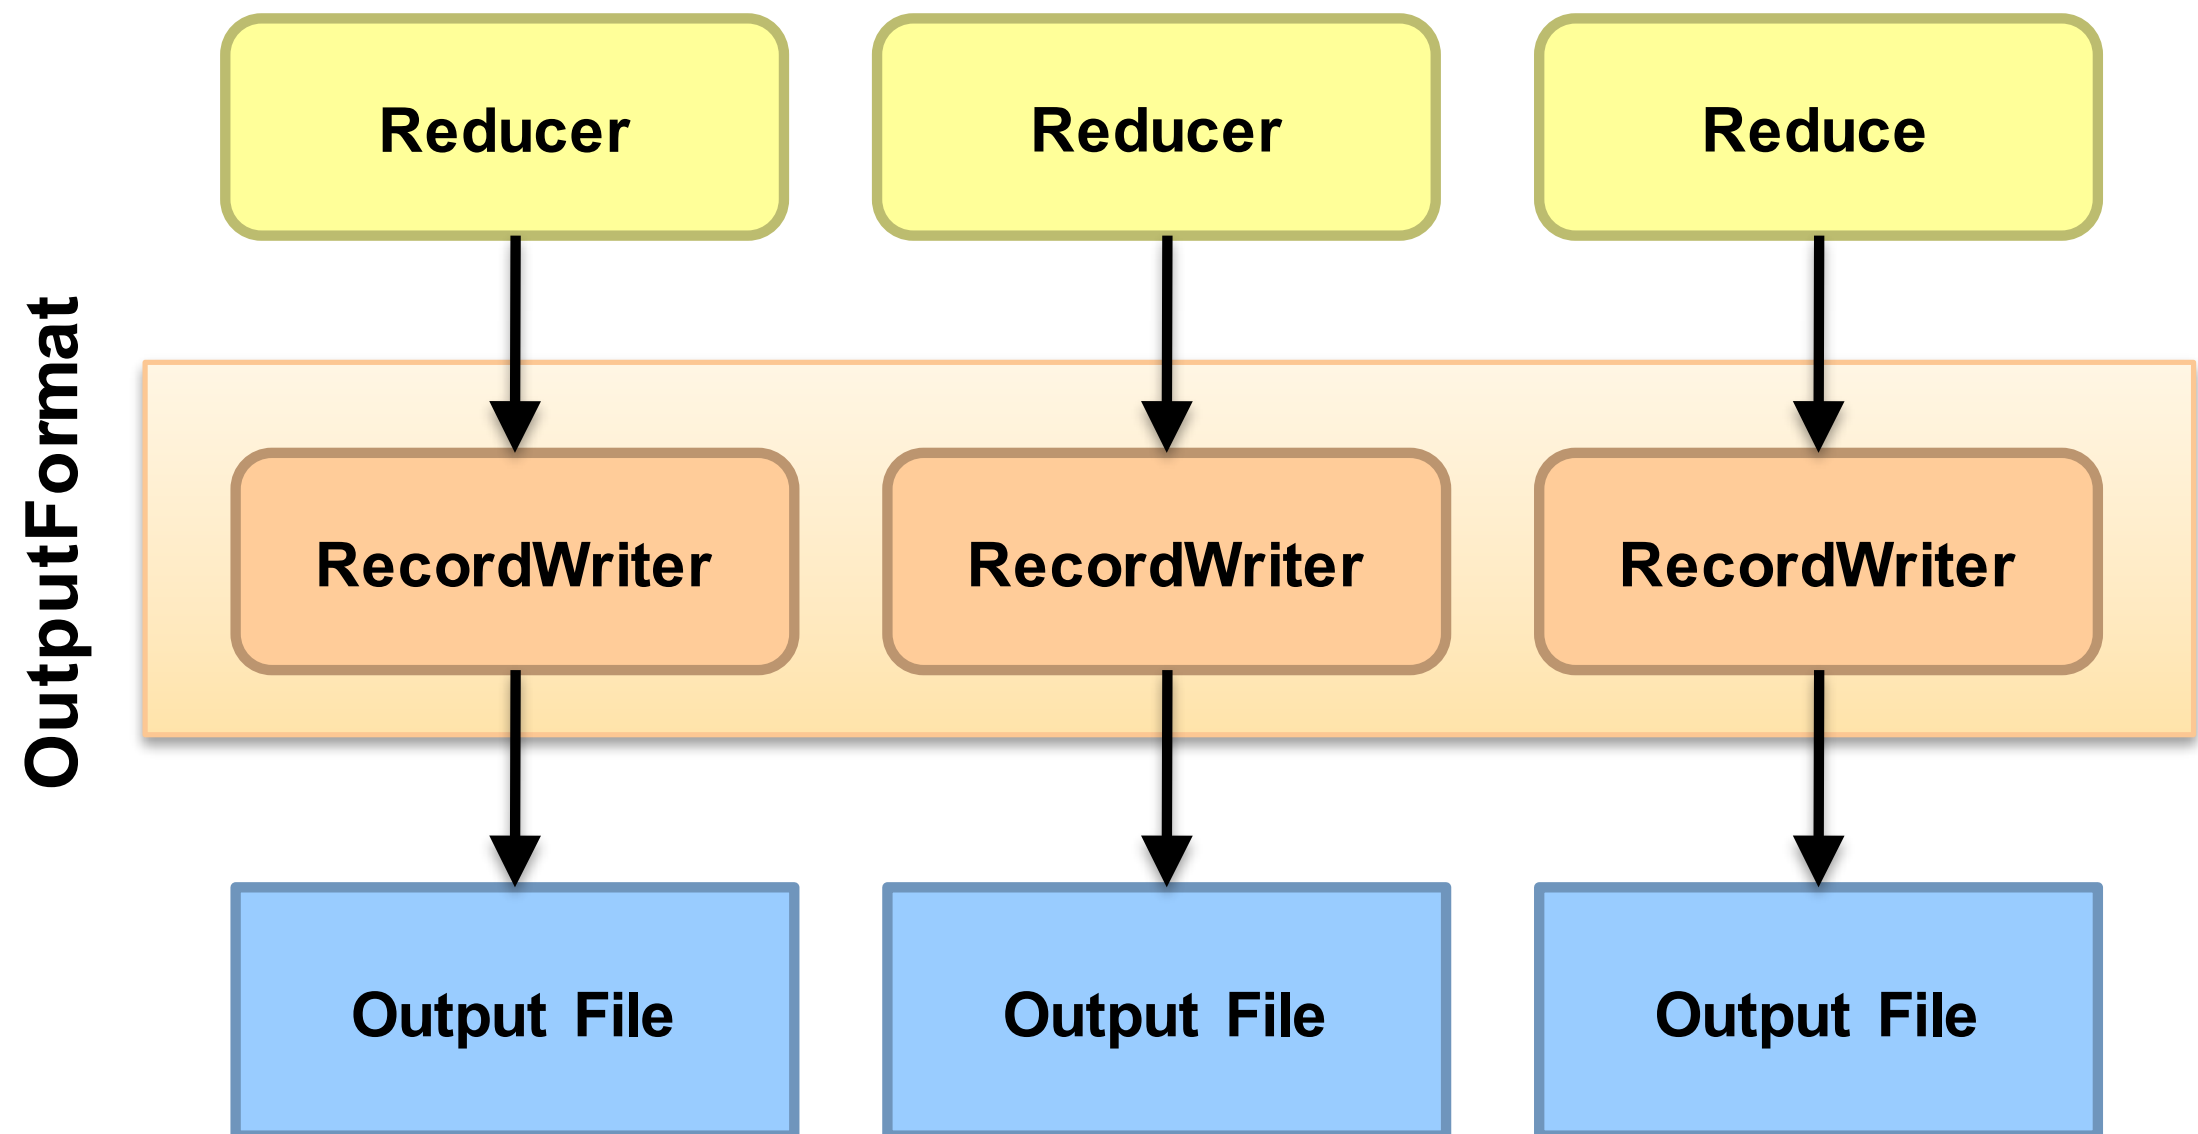 Reducer
Reducer
Reduce
OutputFormat
RecordWriter
RecordWriter
RecordWriter
Output File
Output File
Output File